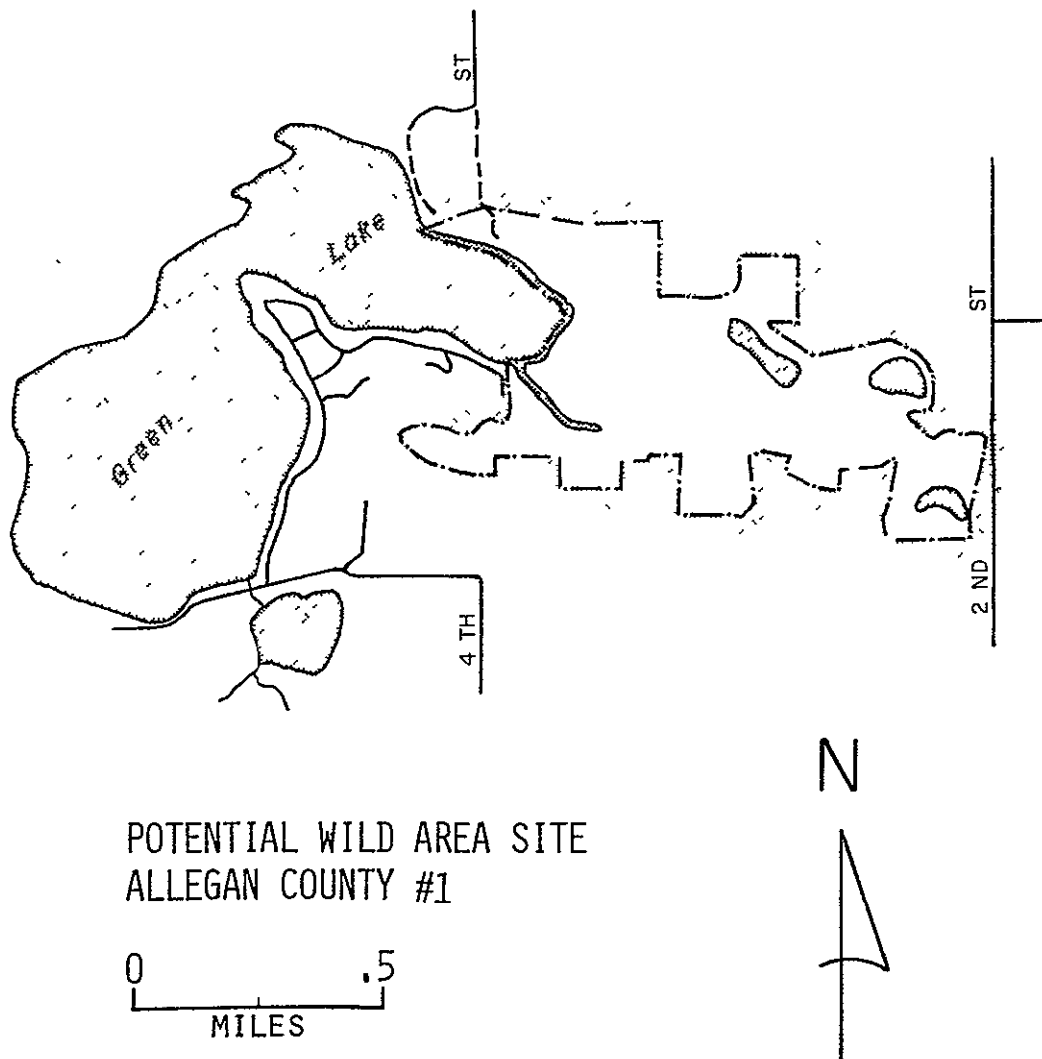 ST
Lake
Green
ST
2 ND
4 TH
N
POTENTIAL WILD AREA SITE
ALLEGAN COUNTY #1
0 .5
MILES